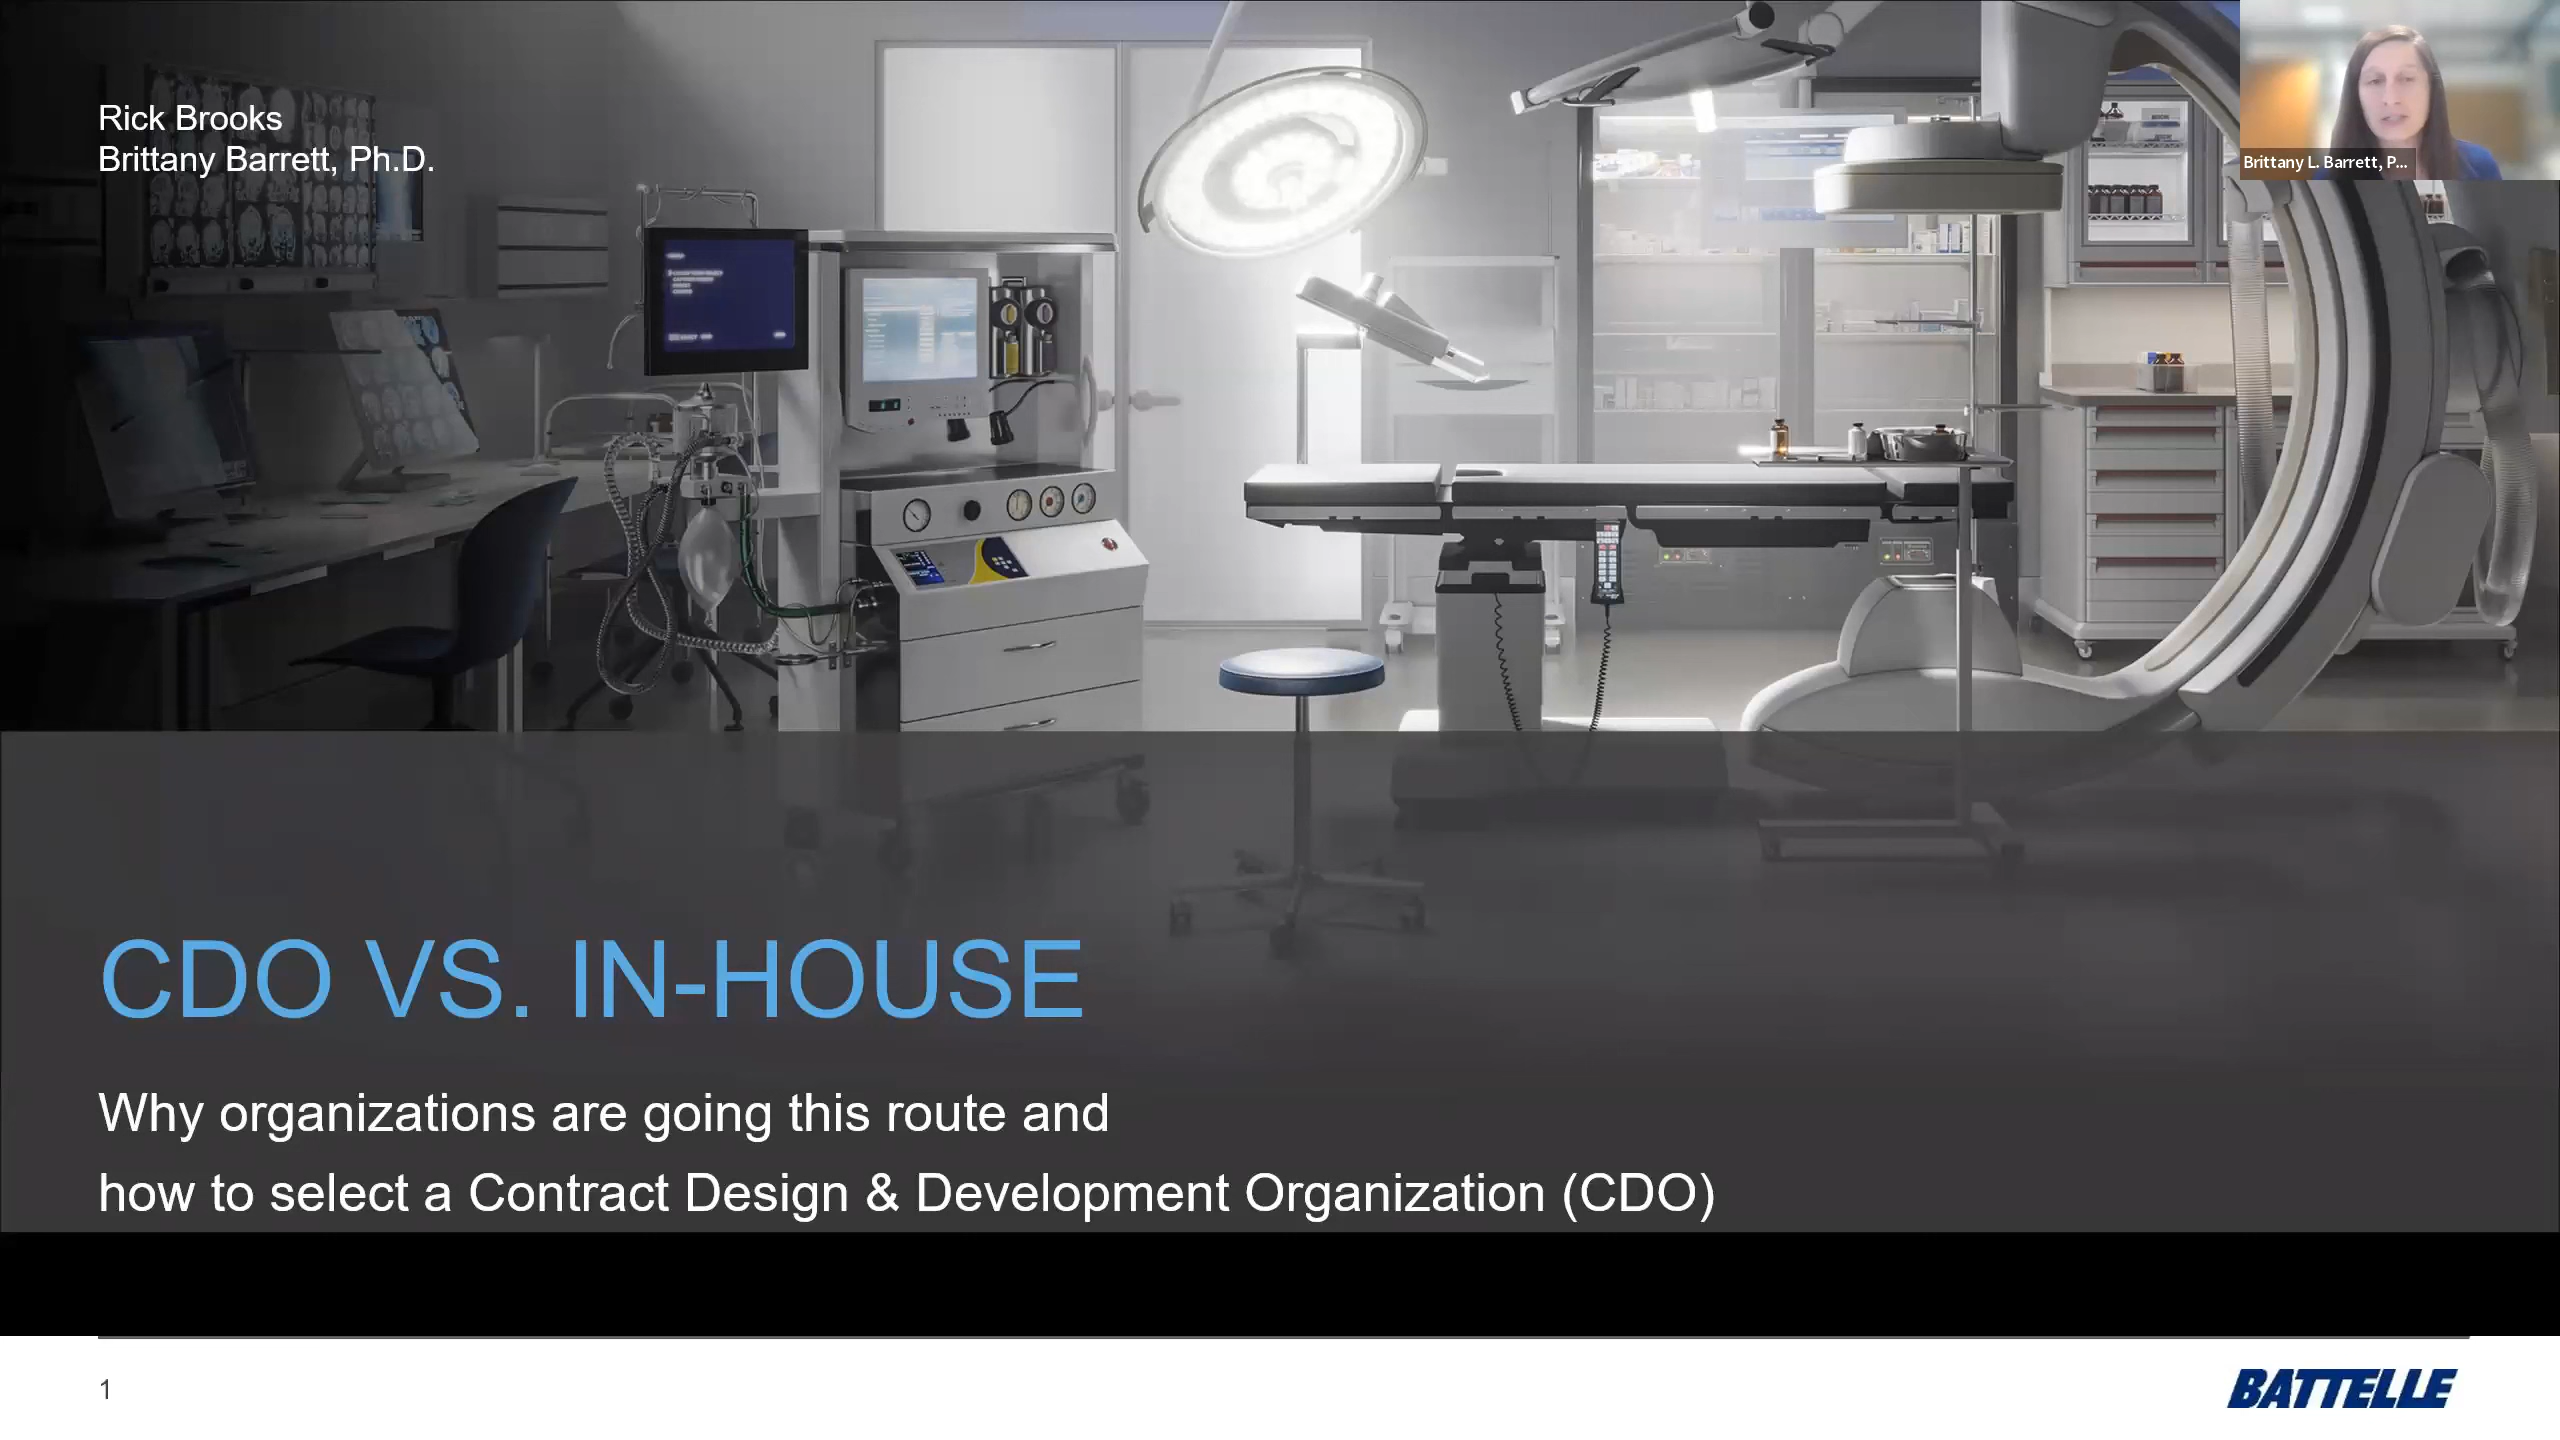 Rick Brooks
Brittany Barrett, Ph.D.
Brittany L. Barrett, P...
CDO VS. IN-HOUSE
Why organizations are going this route and
how to select a Contract Design & Development Organization (CDO)
1
BATTELLE